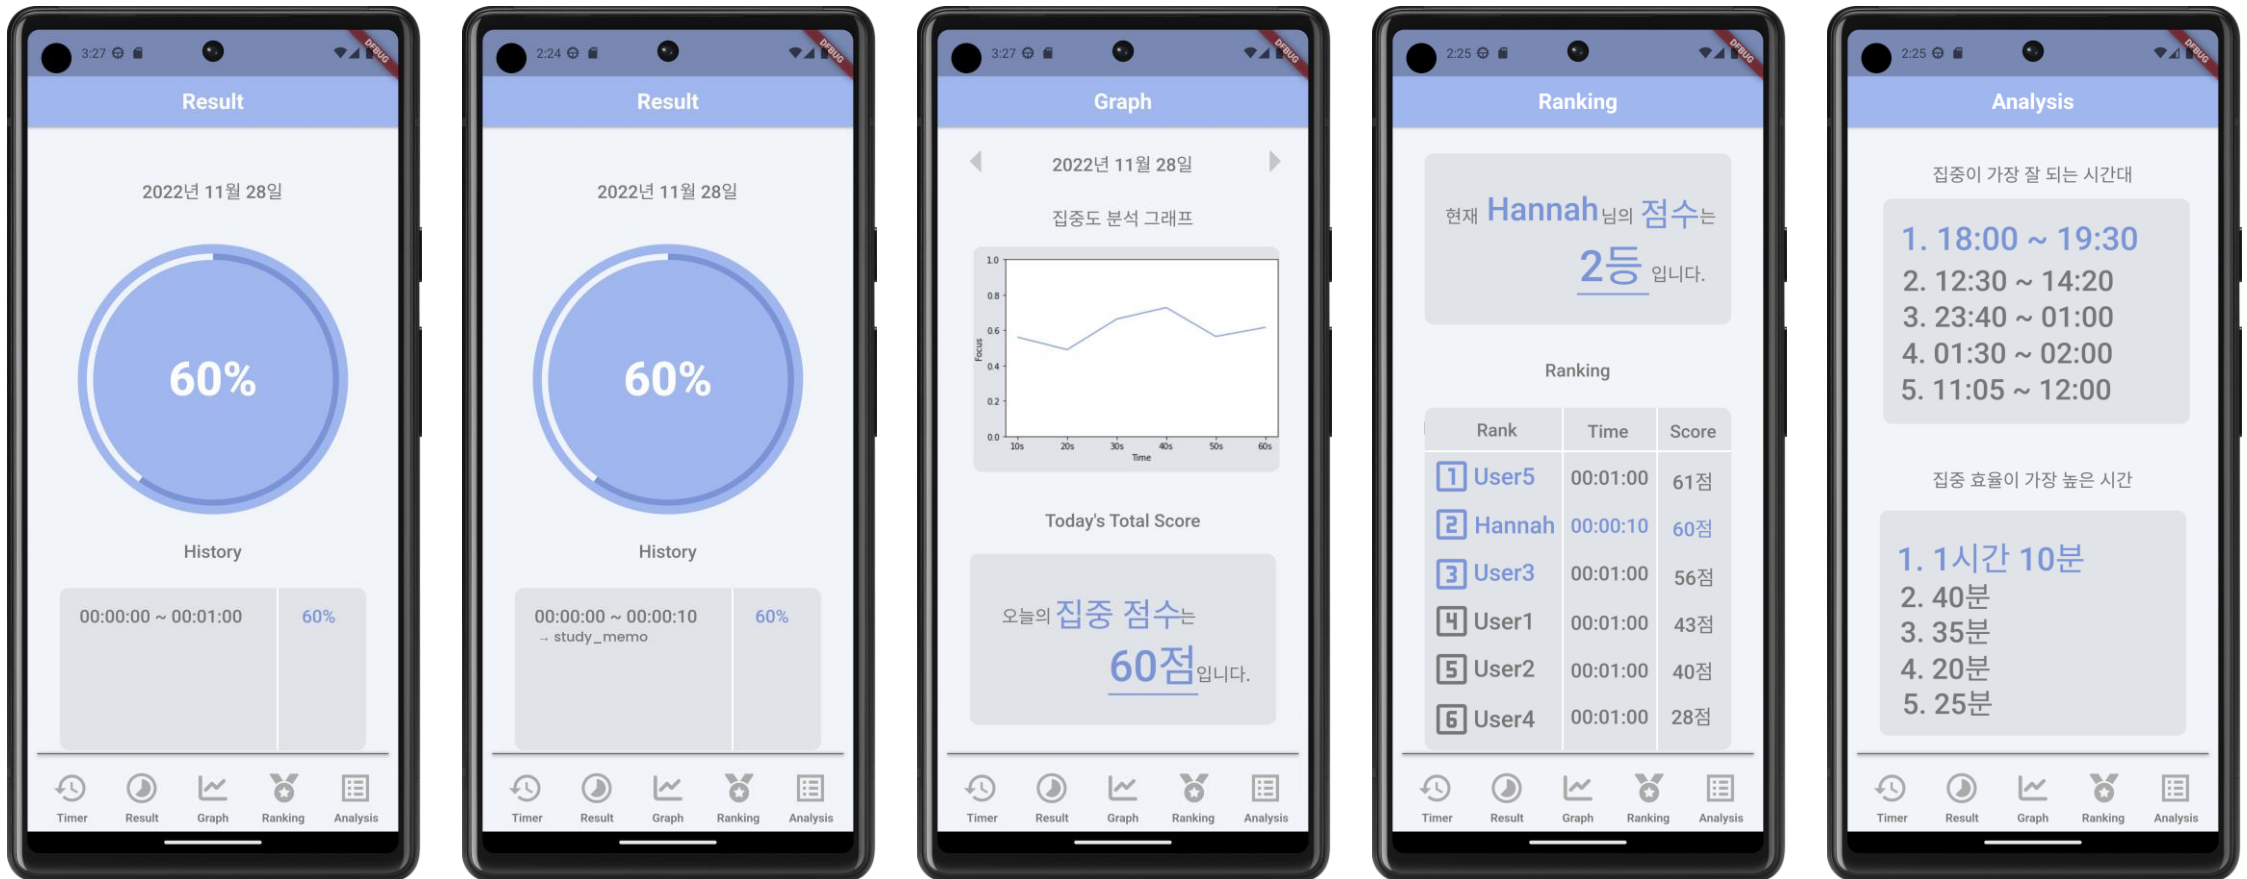 3:27
DEBUG
Result
2022년 11월 28일
60%
History
00:00:00 ~ 00:01:00 60%
Timer Result Graph Ranking Analysis
2:24
DEBUG
Result
2022년 11월 28일
60%
History
00:00:00 ~ 00:00:10 60%
→ study_memo
Timer Result Graph Ranking Analysis
3:27
DEBUG
Graph
2022년 11월 28일
집중도 분석 그래프
1.0
0.8
0.6
0.4
0.2
0.0
Focus
10s 20s 30s 40s 50s 60s
Time
Today's Total Score
오늘의 집중 점수는
60점입니다.
Timer Result Graph Ranking Analysis
2:25
DEBUG
Ranking
현재 Hannah님의 점수는
2등 입니다.
Ranking
Rank Time Score
1 User5 00:01:00 61점
2 Hannah 00:00:10 60점
3 User3 00:01:00 56점
4 User1 00:01:00 43점
5 User2 00:01:00 40점
6 User4 00:01:00 28점
Timer Result Graph Ranking Analysis
2:25
DEBUG
Analysis
집중이 가장 잘 되는 시간대
1. 18:00 ~ 19:30
2. 12:30 ~ 14:20
3. 23:40 ~ 01:00
4. 01:30 ~ 02:00
5. 11:05 ~ 12:00
집중 효율이 가장 높은 시간
1. 1시간 10분
2. 40분
3. 35분
4. 20분
5. 25분
Timer Result Graph Ranking Analysis